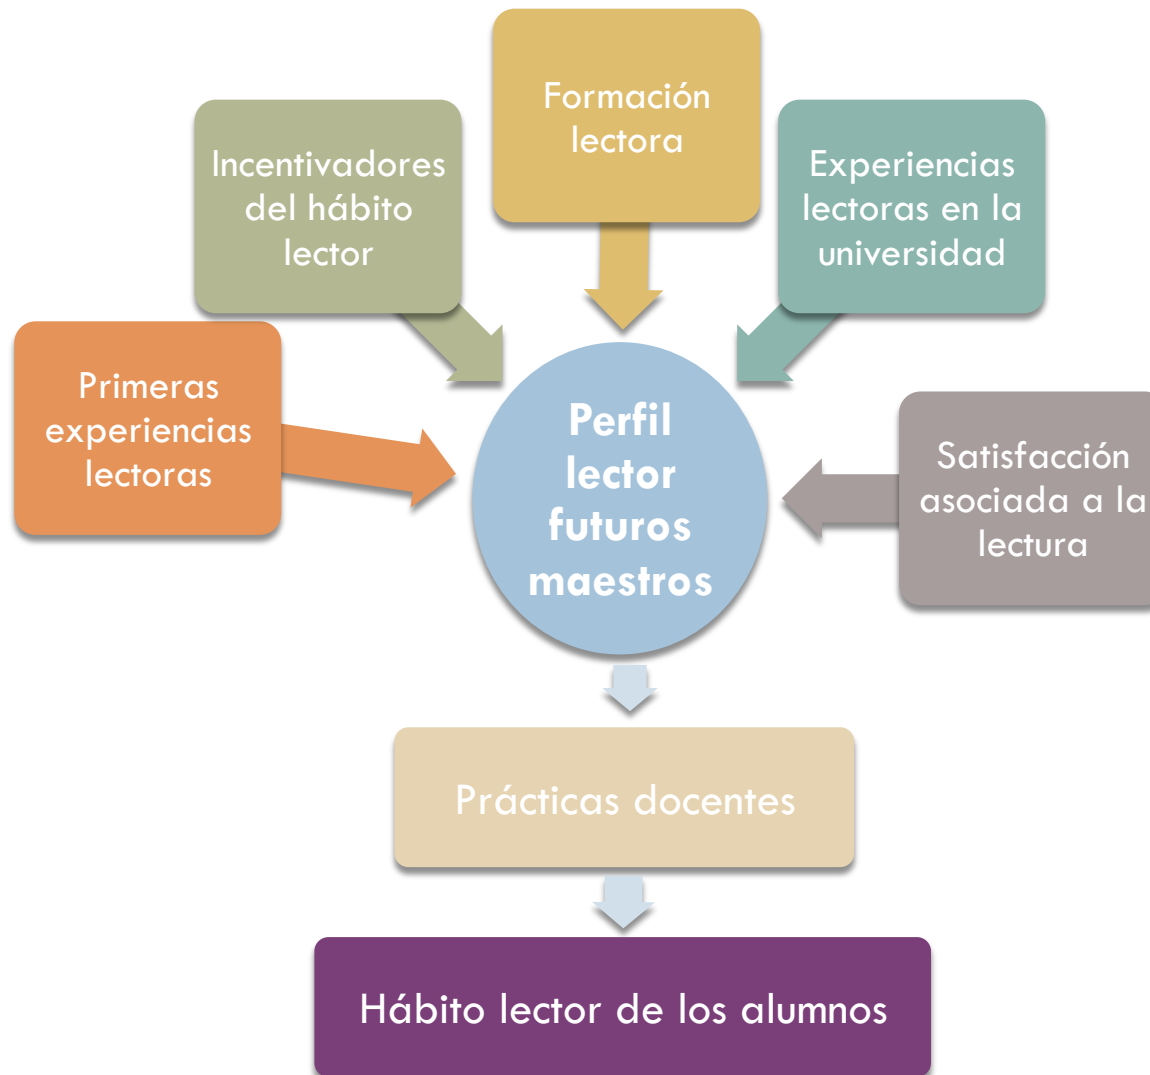 Formación
lectora
Incentivadores
del hábito
lector
Experiencias
lectoras en la
universidad
Primeras
experiencias
lectoras
Perfil
lector
futuros
maestros
Satisfacción
asociada a la
lectura
Prácticas docentes
Hábito lector de los alumnos